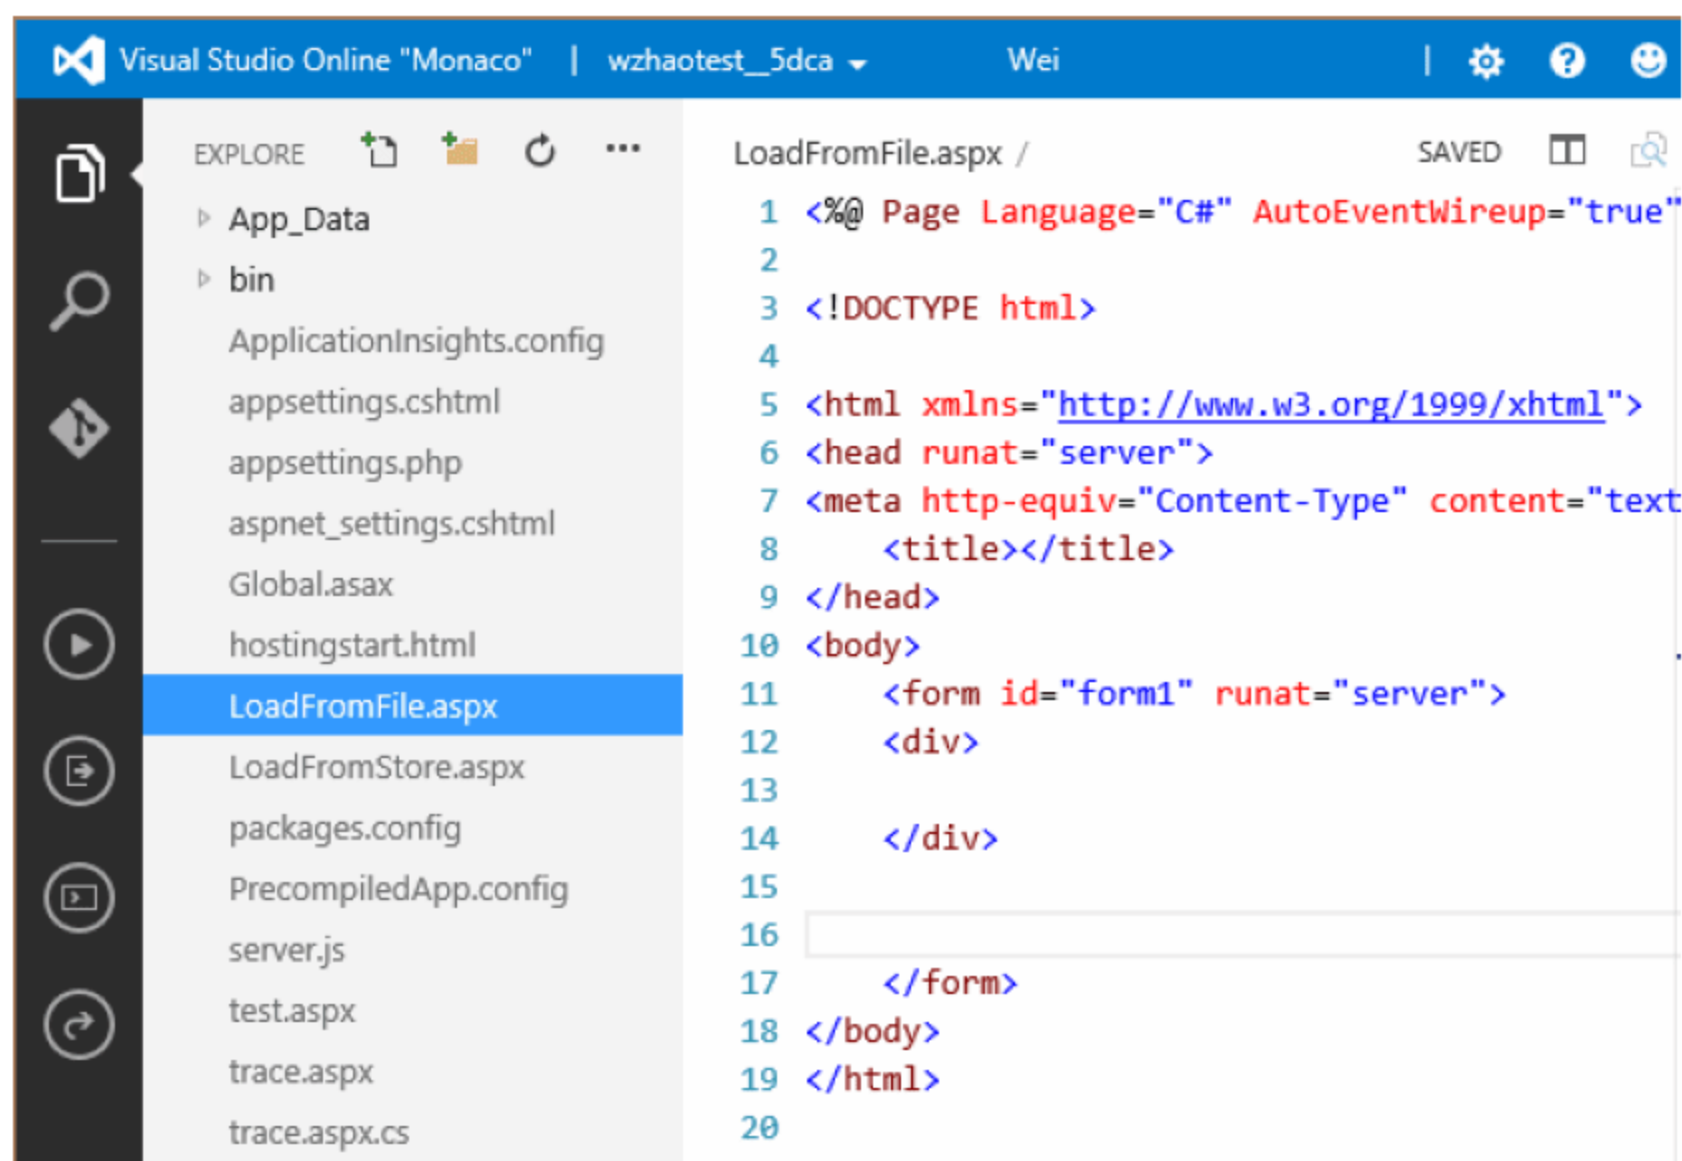 Visual Studio Online "Monaco" | wzhaotest__5dca Wei |
EXPLORE
App_Data
bin
ApplicationInsights.config
appsettings.cshtml
appsettings.php
aspnet_settings.cshtml
Global.asax
hostingstart.html
LoadFromFile.aspx
LoadFromStore.aspx
packages.config
PrecompiledApp.config
server.js
test.aspx
trace.aspx
trace.aspx.cs
LoadFromFile.aspx / SAVED
1 <%@ Page Language="C#" AutoEventWireup="true"
2
3 <!DOCTYPE html>
4
5 <html xmlns="http://www.w3.org/1999/xhtml">
6 <head runat="server">
7 <meta http-equiv="Content-Type" content="text
8     <title></title>
9 </head>
10 <body>
11     <form id="form1" runat="server">
12     <div>
13
14     </div>
15
16
17     </form>
18 </body>
19 </html>
20